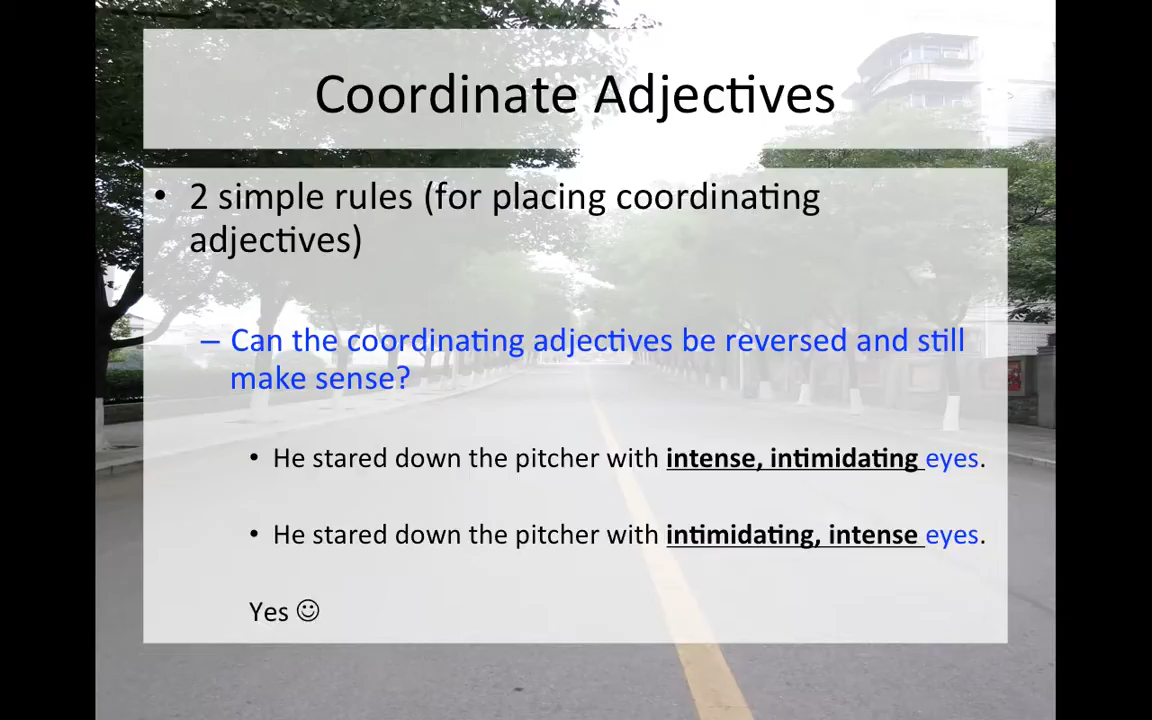 Coordinate Adjectives
• 2 simple rules (for placing coordinating
adjectives)
– Can the coordinating adjectives be reversed and still
make sense?
• He stared down the pitcher with intense, intimidating eyes.
• He stared down the pitcher with intimidating, intense eyes.
Yes ☺